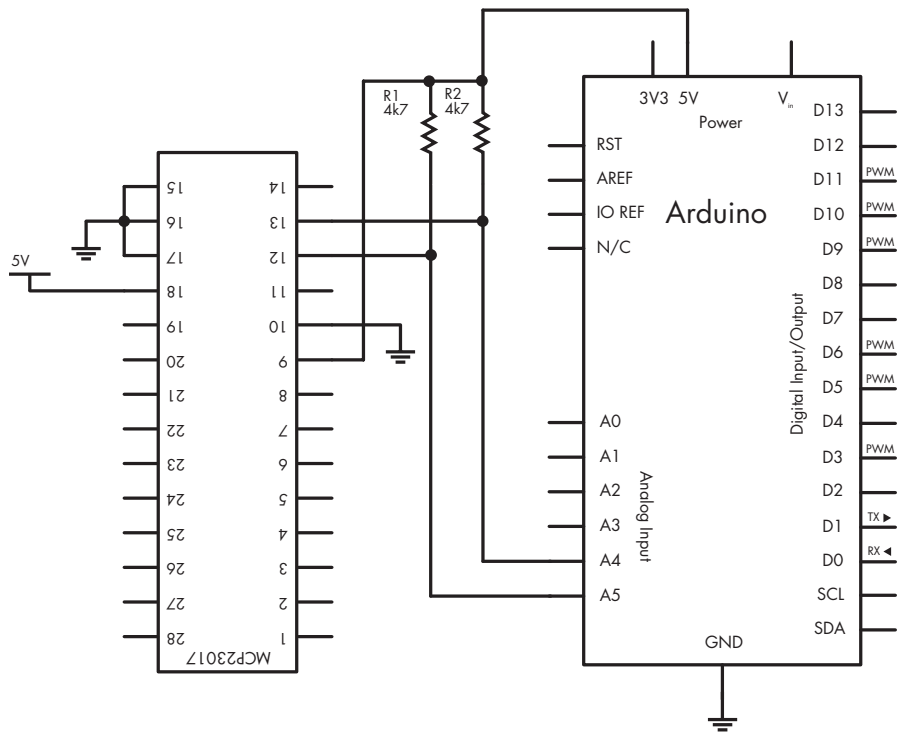 R1
4k7
R2
4k7
3V3 5V
Vin
Power
Arduino
RST
AREF
IO REF
N/C
A0
A1
A2
A3
A4
A5
Analog Input
D13
D12
D11 PWM
D10 PWM
D9 PWM
D8
D7
D6 PWM
D5 PWM
D4
D3 PWM
D2
D1 TX ►
D0 RX ◄
SCL
SDA
Digital Input/Output
GND
5V
15 14
16 13
17 12
18 11
19 10
20 9
21 8
22 7
23 6
24 5
25 4
26 3
27 2
28 1
MCP23017